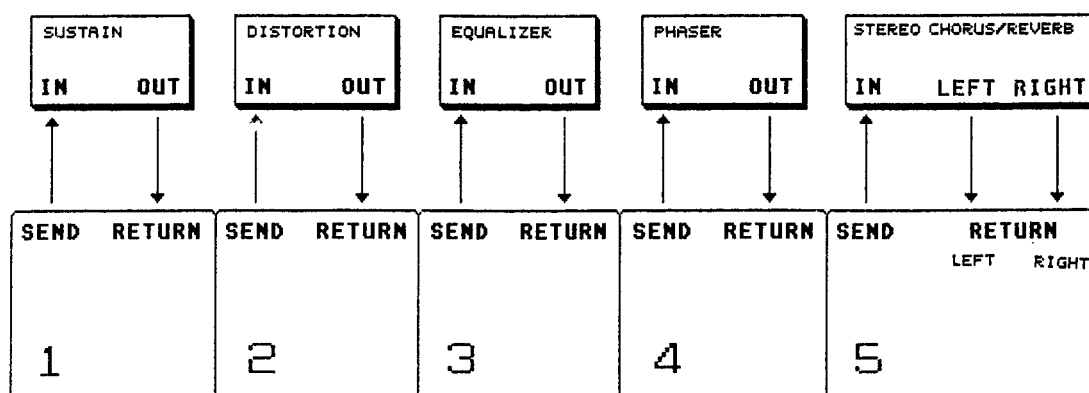 SUSTAIN
IN OUT
DISTORTION
IN OUT
EQUALIZER
IN OUT
PHASER
IN OUT
STEREO CHORUS/REVERB
IN LEFT RIGHT
SEND RETURN
1
SEND RETURN
2
SEND RETURN
3
SEND RETURN
4
SEND RETURN
LEFT RIGHT
5